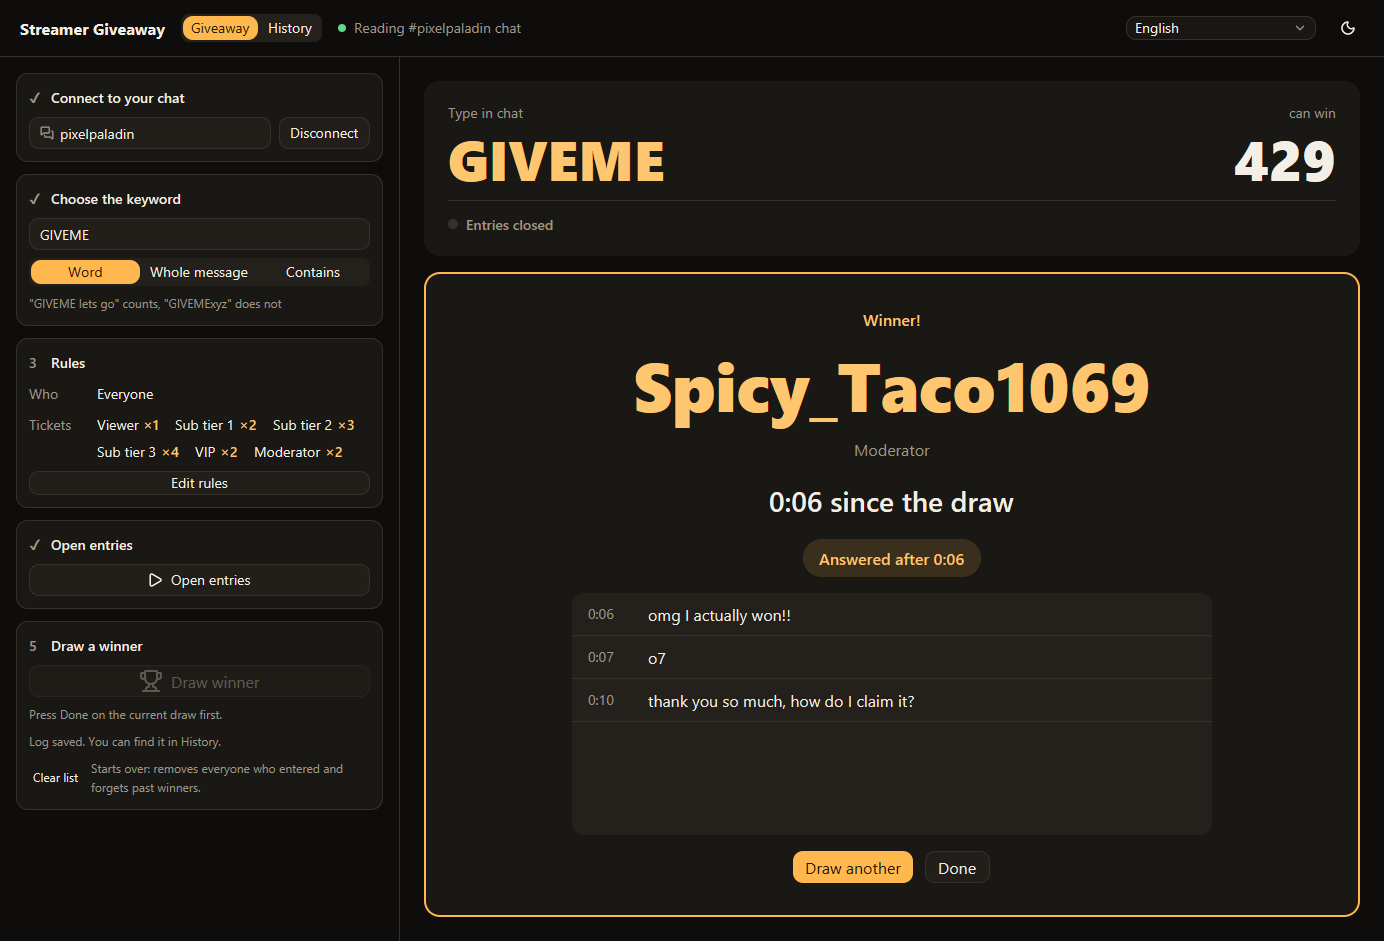 Streamer Giveaway
Giveaway
History
Reading #pixelpaladin chat
English
Connect to your chat
pixelpaladin
Disconnect
Choose the keyword
GIVEME
Word
Whole message
Contains
"GIVEME lets go" counts, "GIVEMExyz" does not
3 Rules
Who Everyone
Tickets Viewer ×1 Sub tier 1 ×2 Sub tier 2 ×3
Sub tier 3 ×4 VIP ×2 Moderator ×2
Edit rules
Open entries
Open entries
5 Draw a winner
Draw winner
Press Done on the current draw first.
Log saved. You can find it in History.
Clear list
Starts over: removes everyone who entered and
forgets past winners.
Type in chat
can win
GIVEME
429
Entries closed
Winner!
Spicy_Taco1069
Moderator
0:06 since the draw
Answered after 0:06
0:06 omg I actually won!!
0:07 o7
0:10 thank you so much, how do I claim it?
Draw another
Done